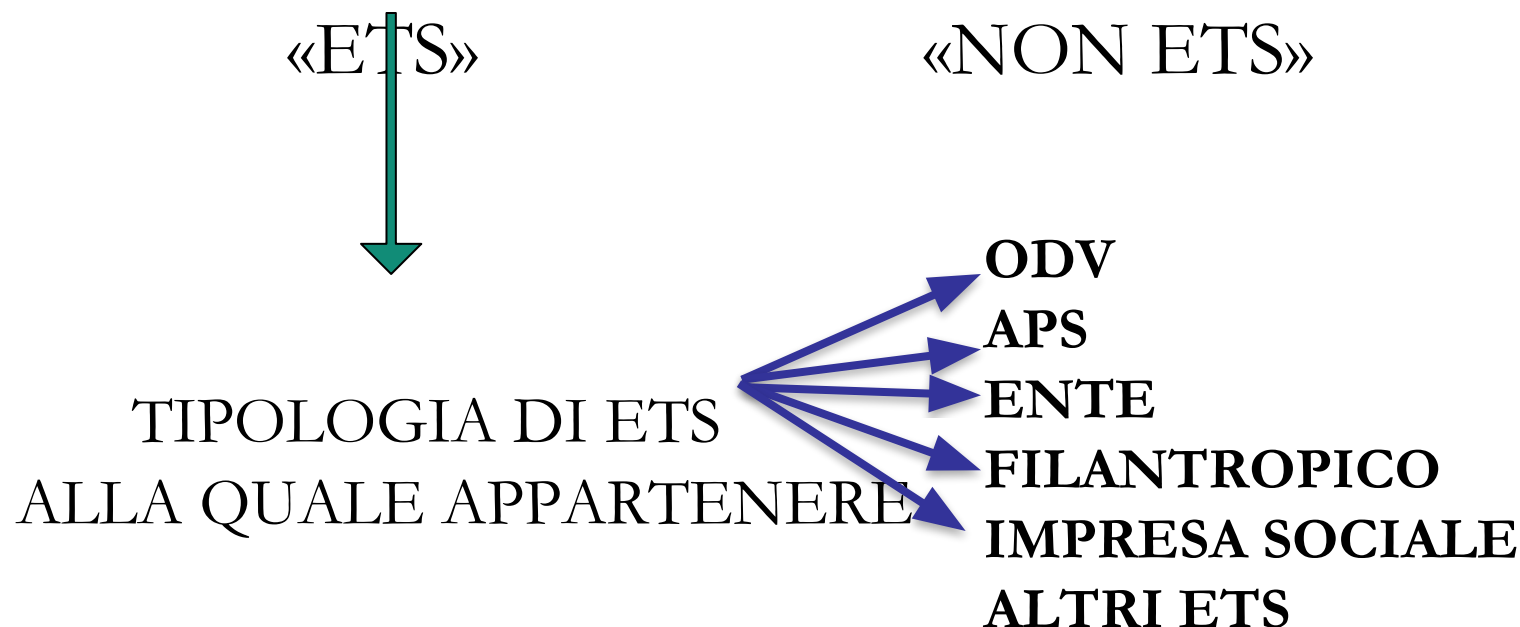 «ETS»
«NON ETS»
TIPOLOGIA DI ETS
ALLA QUALE APPARTENERE
ODV
APS
ENTE
FILANTROPICO
IMPRESA SOCIALE
ALTRI ETS